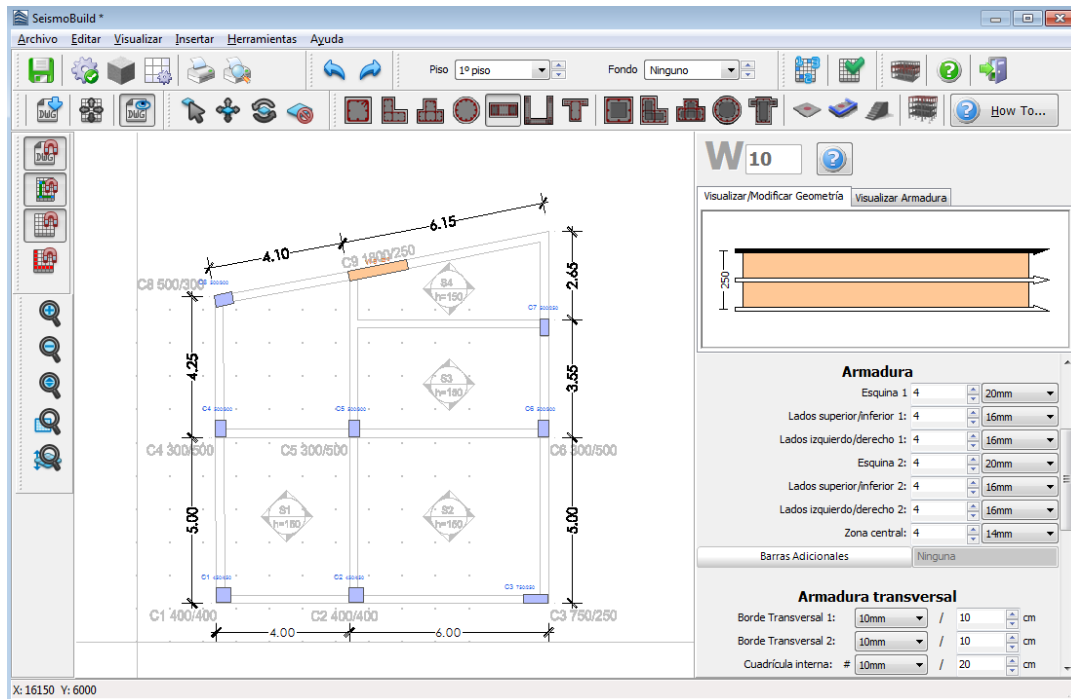 SeismoBuild *
Archivo Editar Visualizar Insertar Herramientas Ayuda
Piso 1º piso Fondo Ninguno
DWG DWG How To...
DWG
W 10
Visualizar/Modificar Geometría Visualizar Armadura
250
6.15
4.10
C9 1800/250
C8 500/300
S4
h=150
2.65
C7
4.25
S3
h=150
3.55
C4 C5 C6
C4 300/500 C5 300/500 C6 300/500
5.00
S1
h=150
S2
h=150
5.00
C1 C2 C3
C1 400/400 C2 400/400 C3 750/250
4.00 6.00
Armadura
Esquina 1 4 20mm
Lados superior/inferior 1: 4 16mm
Lados izquierdo/derecho 1: 4 16mm
Esquina 2: 4 20mm
Lados superior/inferior 2: 4 16mm
Lados izquierdo/derecho 2: 4 16mm
Zona central: 4 14mm
Barras Adicionales Ninguna
Armadura transversal
Borde Transversal 1: 10mm / 10 cm
Borde Transversal 2: 10mm / 10 cm
Cuadrícula interna: # 10mm / 20 cm
X: 16150 Y: 6000